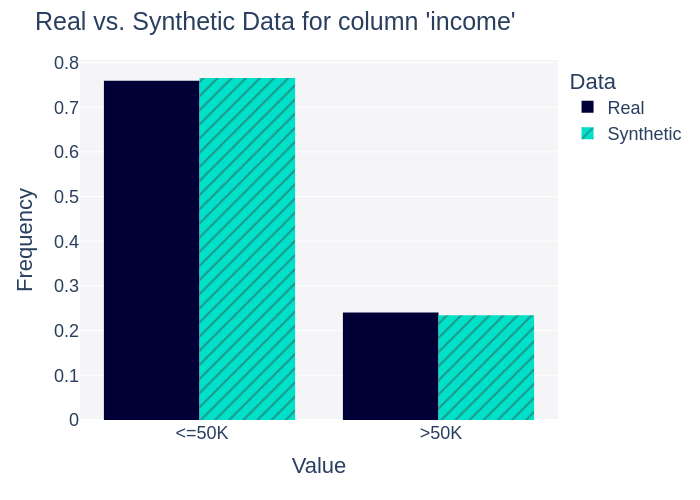 Real vs. Synthetic Data for column 'income'
0.8
0.7
0.6
0.5
0.4
0.3
0.2
0.1
0
Frequency
<=50K
>50K
Value
Data
Real
Synthetic